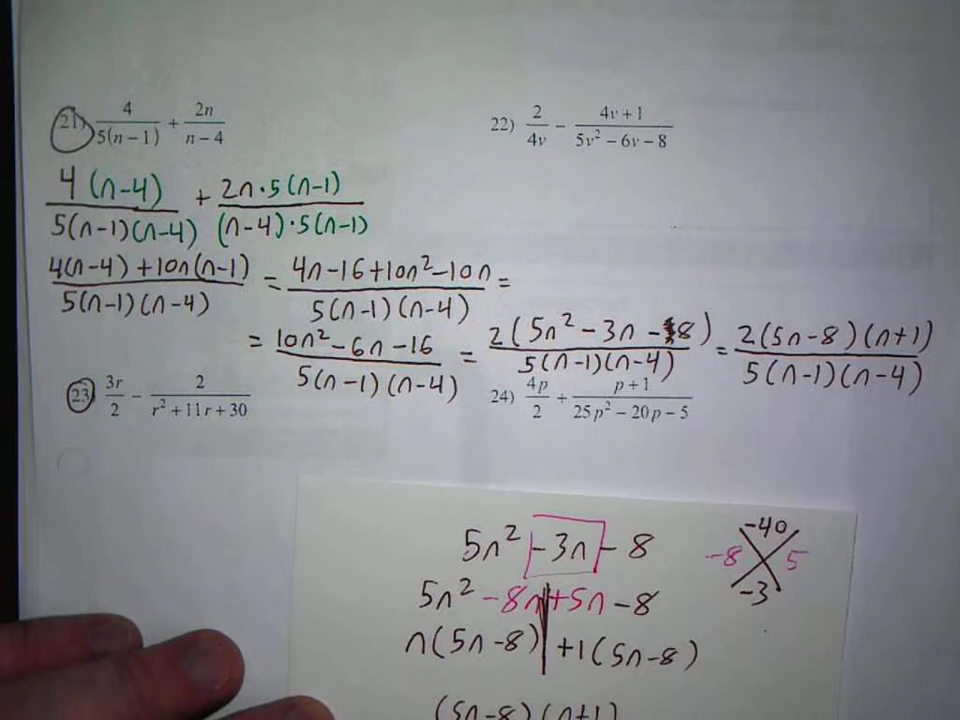 21) 4/(5(n − 1)) + 2n/(n − 4)
22) 2/(4v) − (4v + 1)/(5v² − 6v − 8)
4(n-4)/(5(n-1)(n-4)) + 2n·5(n-1)/((n-4)·5(n-1))
(4(n-4)+10n(n-1))/(5(n-1)(n-4)) = (4n-16+10n²-10n)/(5(n-1)(n-4)) =
= (10n²-6n-16)/(5(n-1)(n-4)) = 2(5n²-3n-8)/(5(n-1)(n-4)) = 2(5n-8)(n+1)/(5(n-1)(n-4))
23) 3r/2 − 2/(r² + 11r + 30)
24) 4p/2 + (p + 1)/(25p² − 20p − 5)
5n² -3n - 8
5n² -8n +5n -8
n(5n-8) +1(5n-8)
(5n-8)(n+1)
-40
-8 5
-3